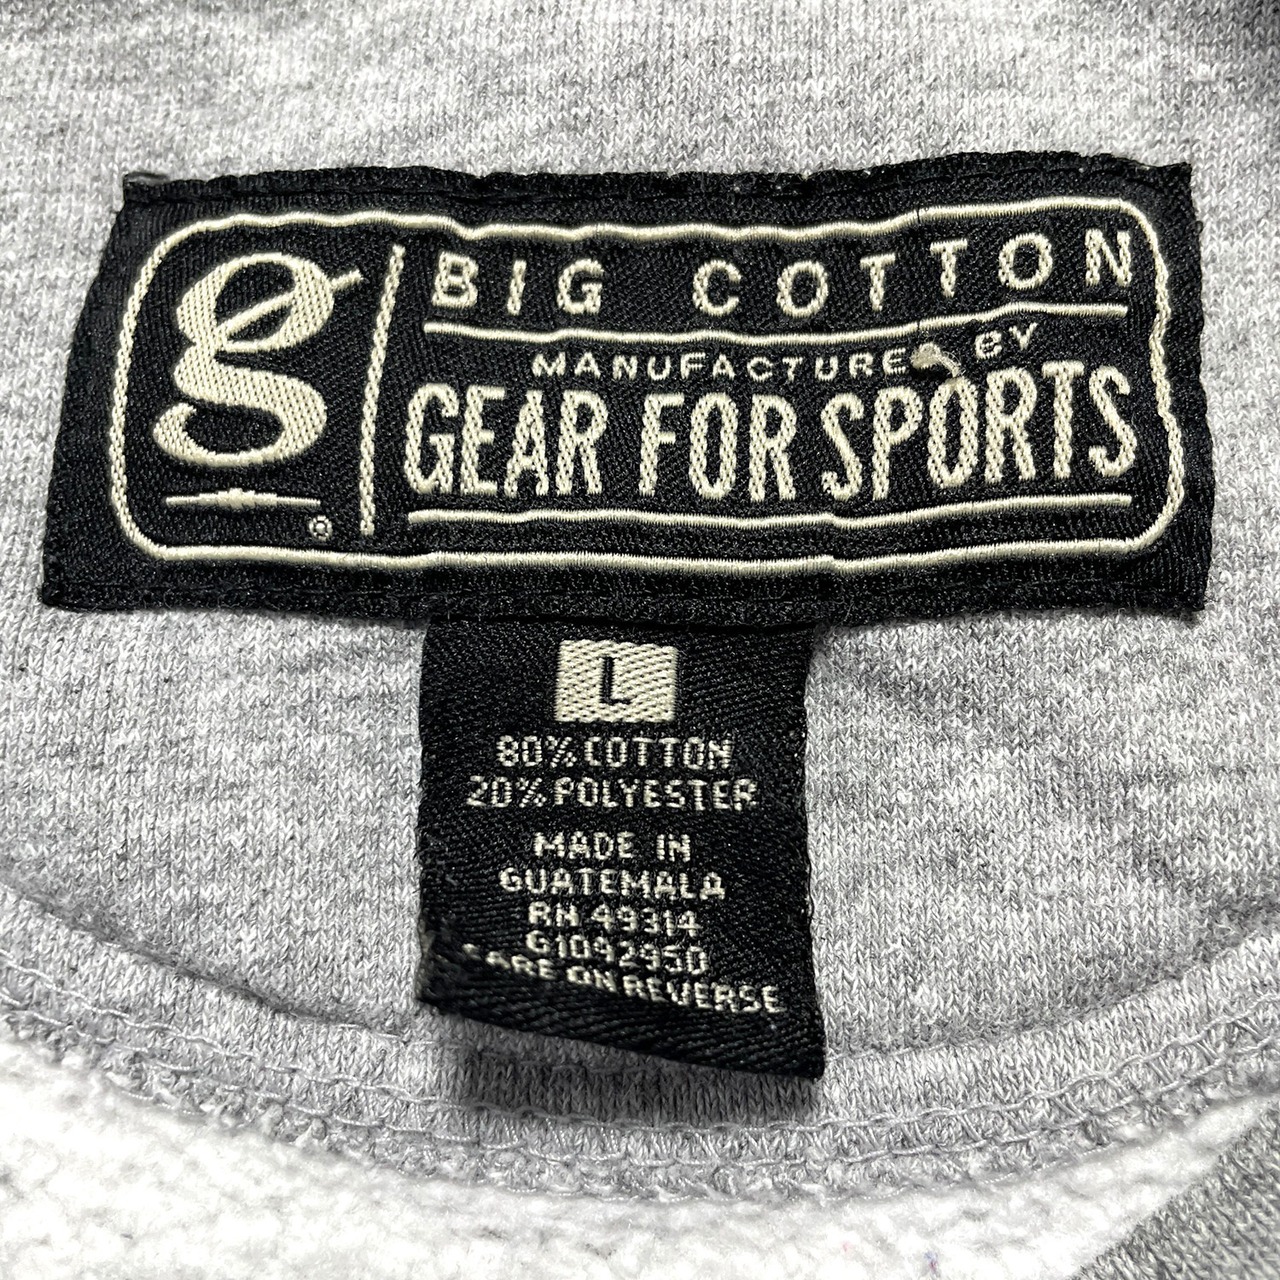 g
®
BIG COTTON
MANUFACTURED BY
GEAR FOR SPORTS
L
80% COTTON
20% POLYESTER
MADE IN
GUATEMALA
RN 49314
G1092950
CARE ON REVERSE